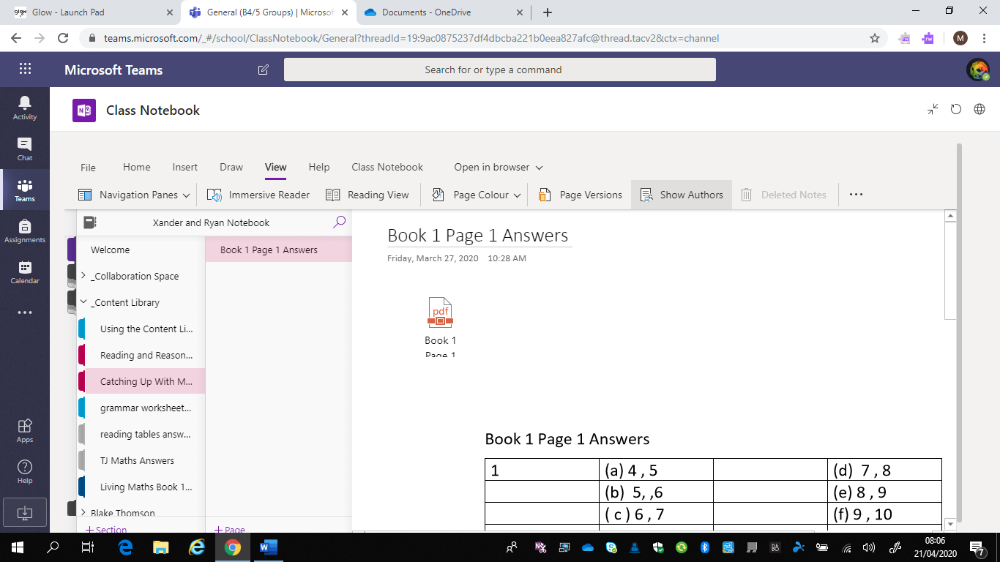 Glow - Launch Pad
General (B4/5 Groups) | Microsof
Documents - OneDrive
teams.microsoft.com/_#/school/ClassNotebook/General?threadId=19:9ac0875237df4dbcba221b0eea827afc@thread.tacv2&ctx=channel
M
Microsoft Teams
Search for or type a command
Activity
Chat
Teams
Assignments
Calendar
Apps
Help
Class Notebook
File Home Insert Draw View Help Class Notebook Open in browser
Navigation Panes Immersive Reader Reading View Page Colour Page Versions Show Authors Deleted Notes
Xander and Ryan Notebook
Welcome
_Collaboration Space
_Content Library
Using the Content Li...
Reading and Reason...
Catching Up With M...
grammar worksheet...
reading tables answ...
TJ Maths Answers
Living Maths Book 1...
Blake Thomson
+ Section
Book 1 Page 1 Answers
+ Page
Book 1 Page 1 Answers
Friday, March 27, 2020 10:28 AM
pdf
Book 1
Page 1
Book 1 Page 1 Answers
1 (a) 4 , 5 (d) 7 , 8
(b) 5, ,6 (e) 8 , 9
( c ) 6 , 7 (f) 9 , 10
08:06
21/04/2020
7